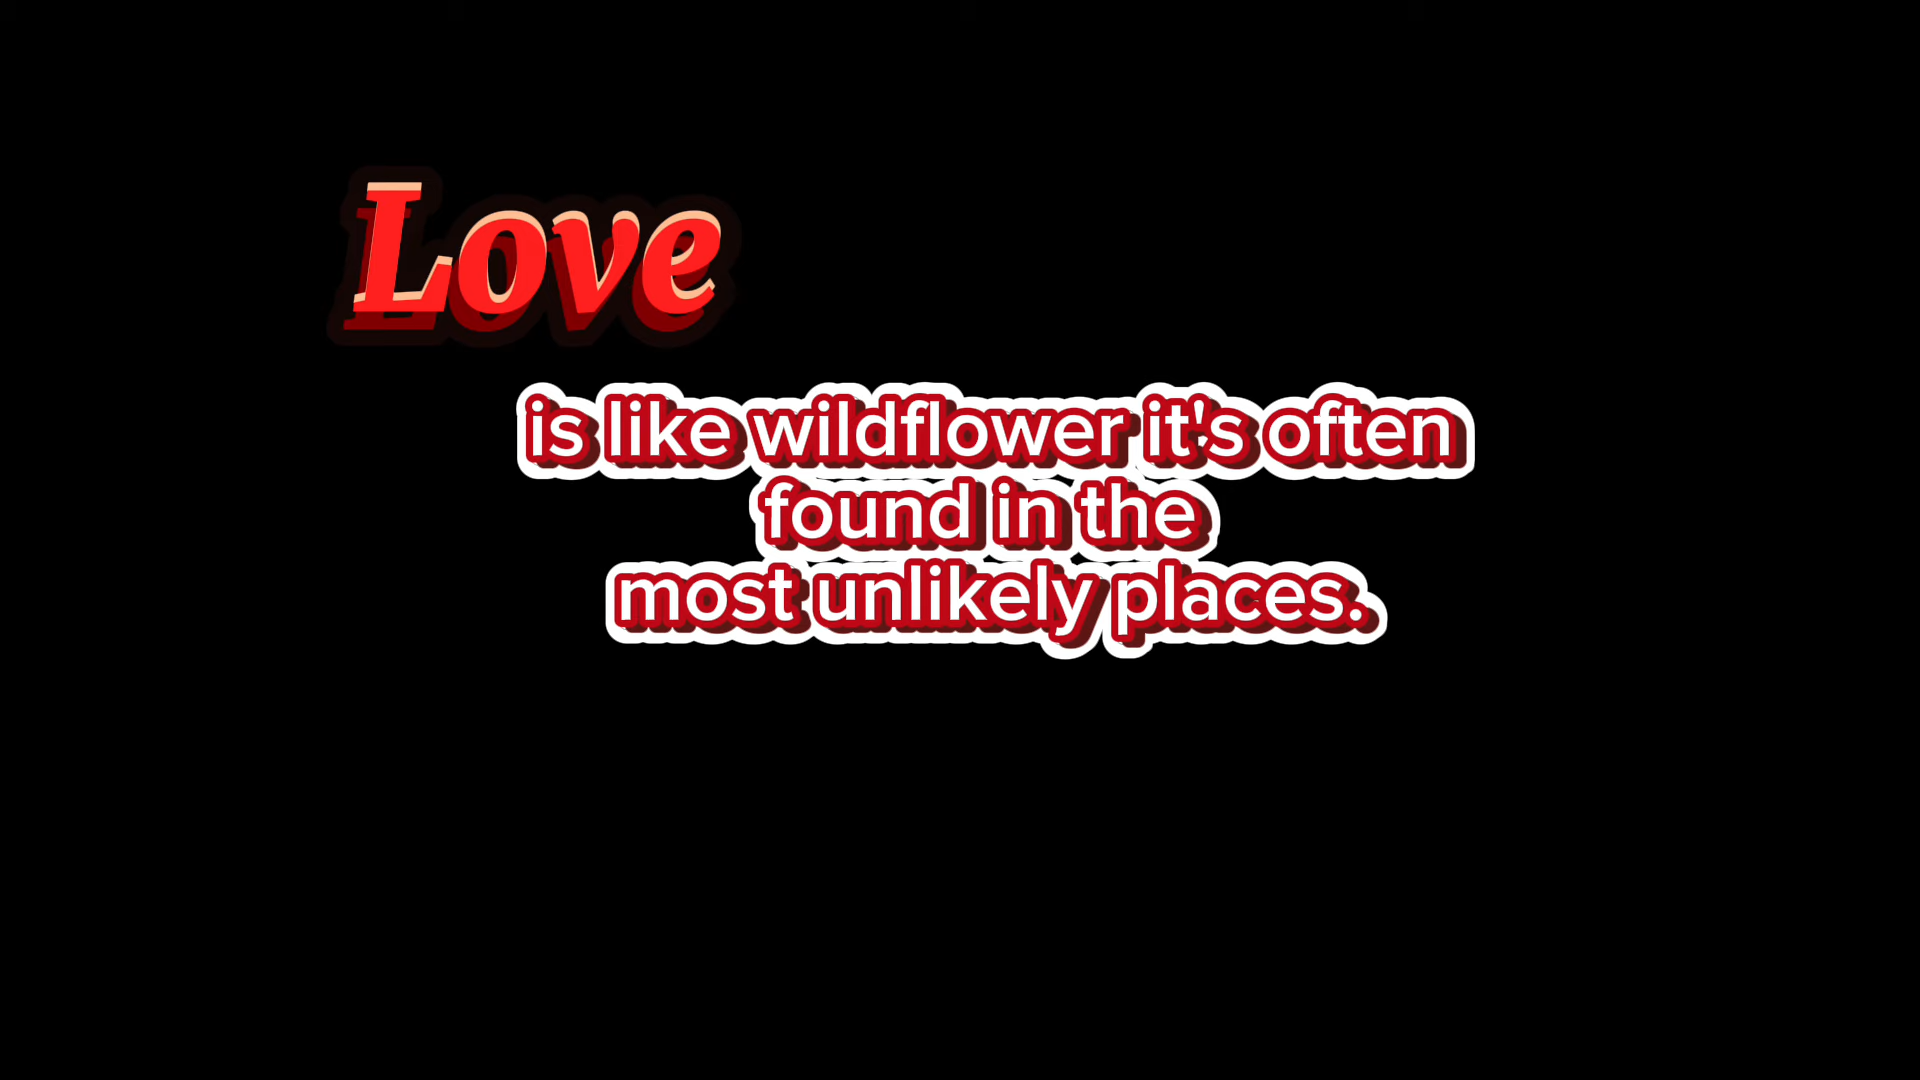 Love
is like wildflower it's often
found in the
most unlikely places.